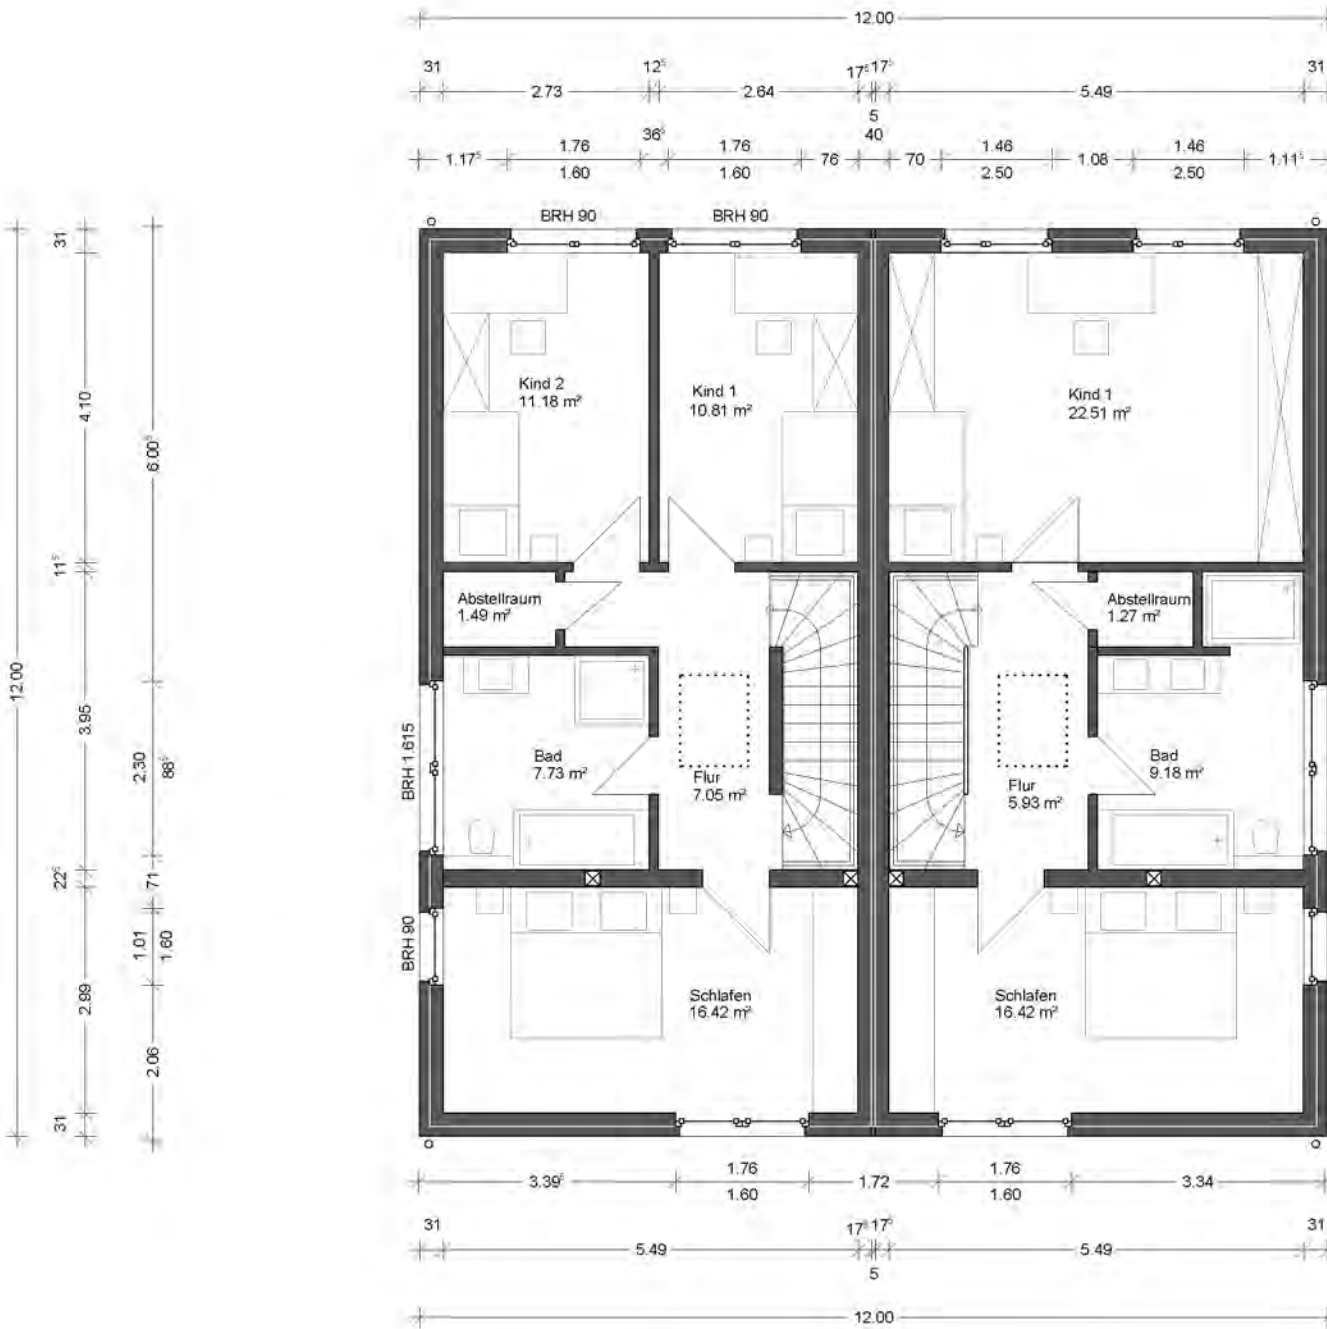 12.00
31 12⁵ 17⁵ 17⁵ 31
2.73 2.64 5.49
5
36⁵ 40
1.76 1.76 1.46 1.46
1.17⁵ 76 70 1.08 1.11⁵
1.60 1.60 2.50 2.50
BRH 90 BRH 90
31
4.10
6.00⁵
11⁵
12.00
3.95
2.30
88⁵
22⁵
71
1.01
1.60
2.99
2.06
31
BRH 1.615
BRH 90
Kind 2
11.18 m²
Kind 1
10.81 m²
Kind 1
22.51 m²
Abstellraum
1.49 m²
Abstellraum
1.27 m²
Bad
7.73 m²
Flur
7.05 m²
Flur
5.93 m²
Bad
9.18 m²
Schlafen
16.42 m²
Schlafen
16.42 m²
1.76 1.76
3.39⁵ 1.72 3.34
1.60 1.60
31 17⁵ 17⁵ 31
5.49 5.49
5
12.00